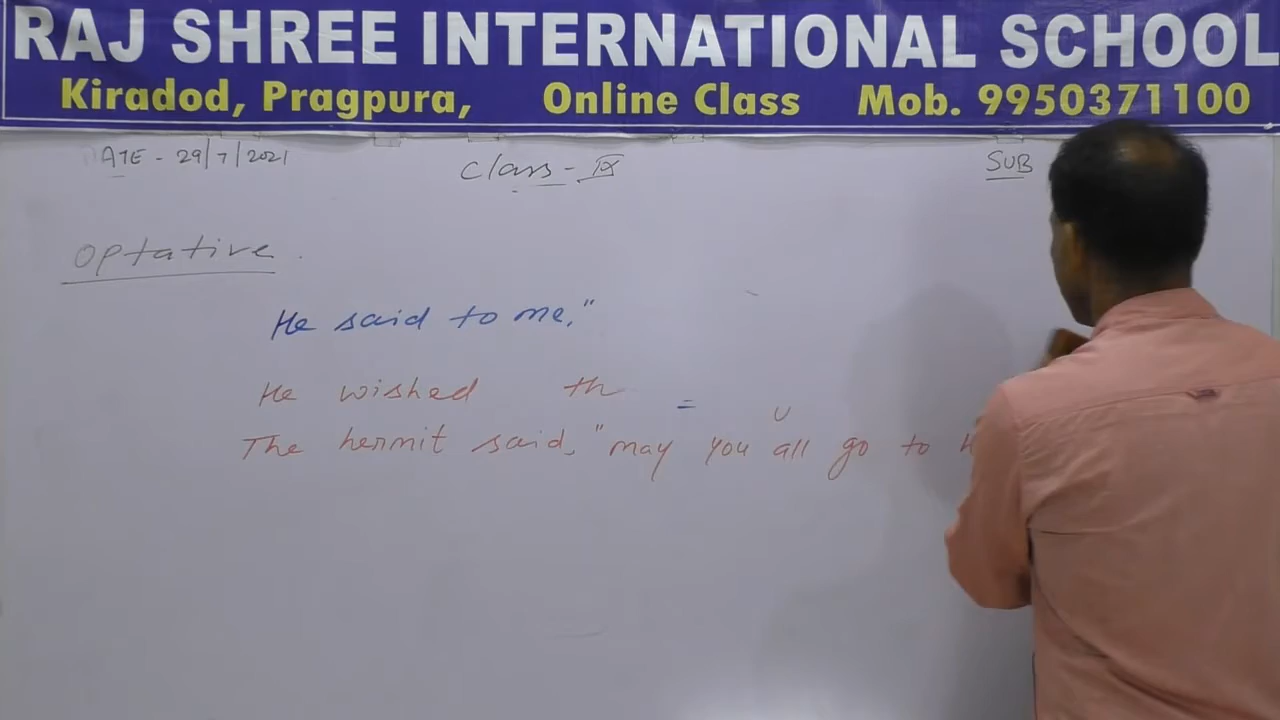 RAJ SHREE INTERNATIONAL SCHOOL
Kiradod, Pragpura, Online Class Mob. 9950371100
DATE - 29/7/2021 Class - IX SUB
Optative
He said to me,"
He wished th
= U
The hermit said, "may you all go to H